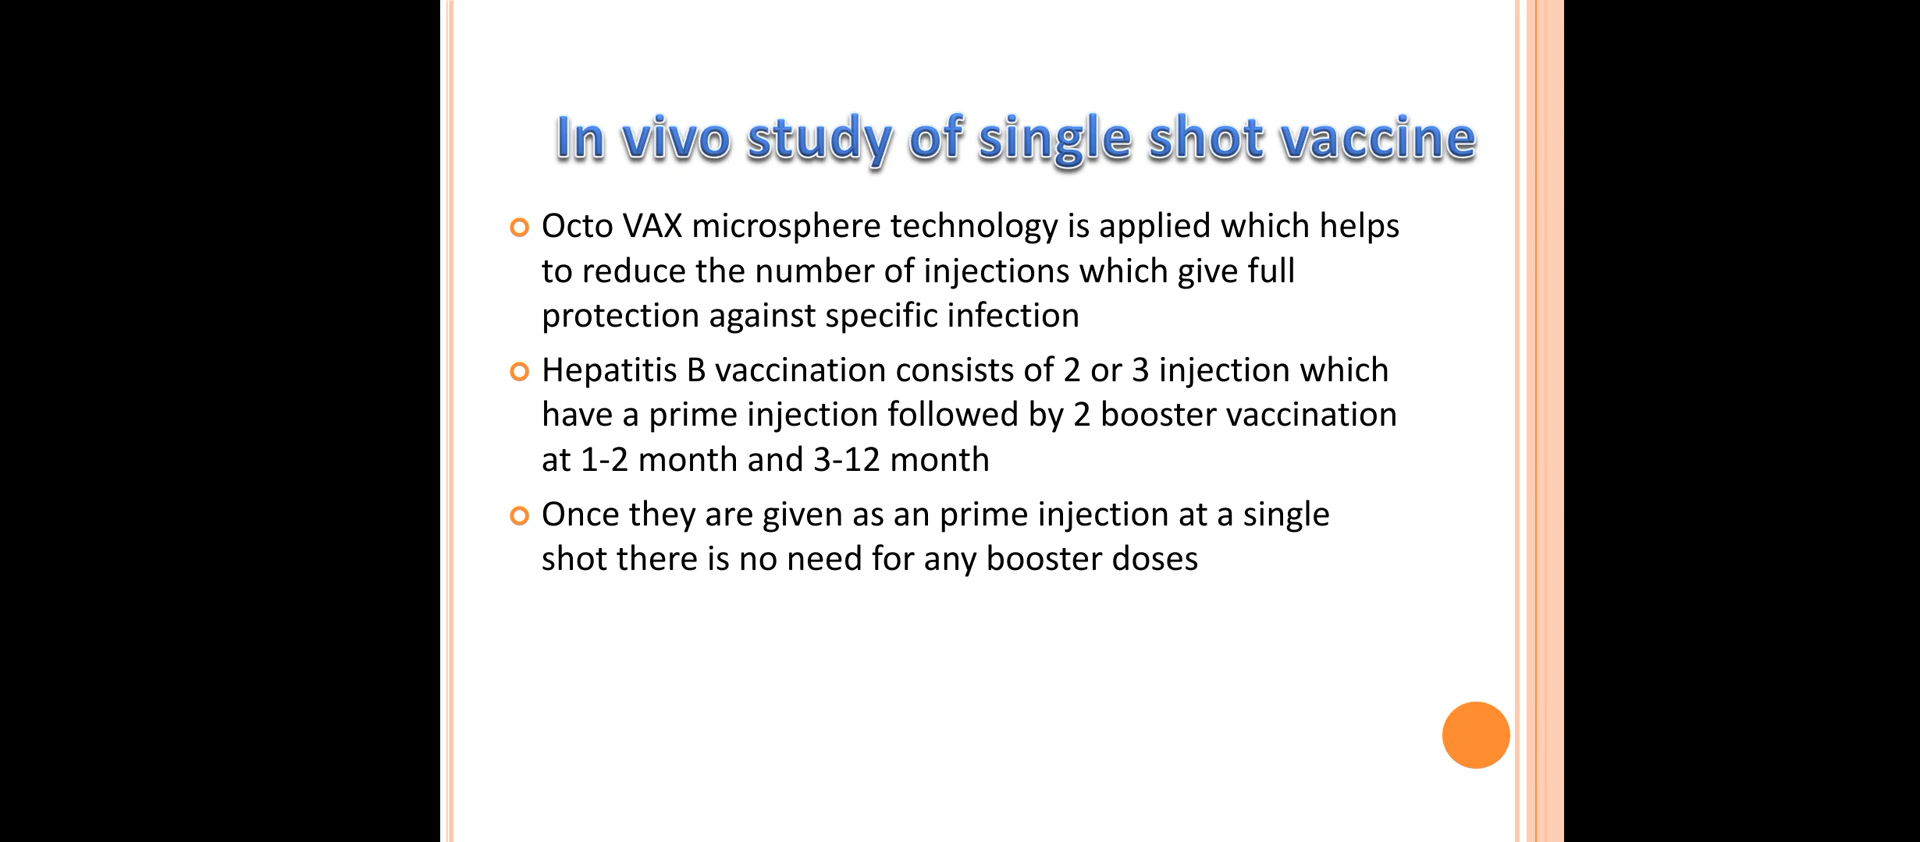 In vivo study of single shot vaccine
Octo VAX microsphere technology is applied which helps
to reduce the number of injections which give full
protection against specific infection
Hepatitis B vaccination consists of 2 or 3 injection which
have a prime injection followed by 2 booster vaccination
at 1-2 month and 3-12 month
Once they are given as an prime injection at a single
shot there is no need for any booster doses